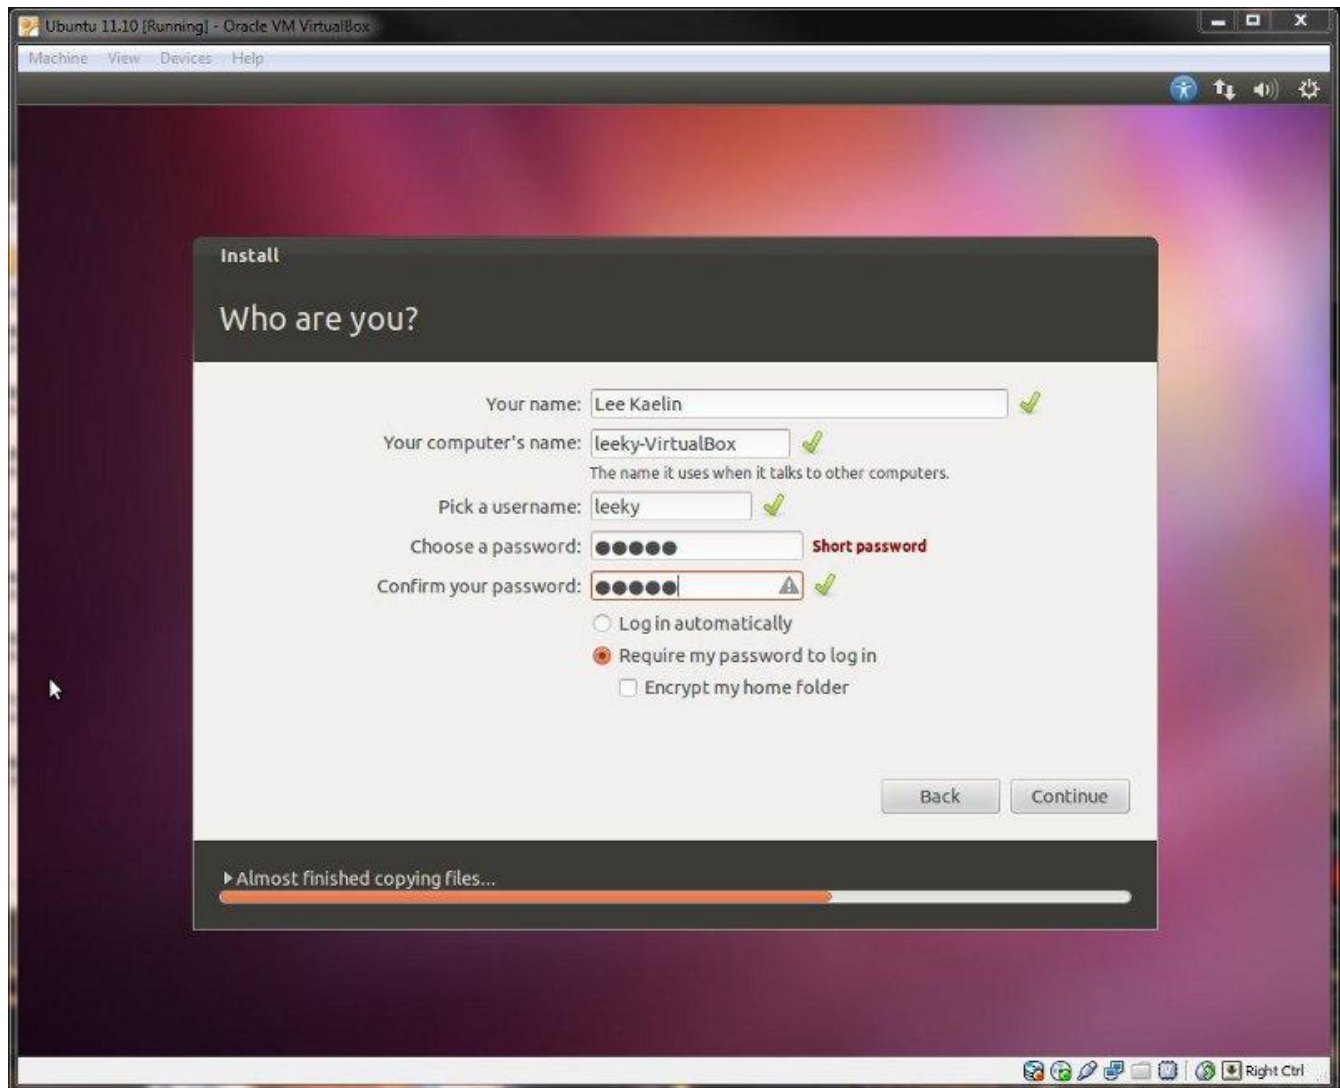 Ubuntu 11.10 [Running] - Oracle VM VirtualBox
Machine View Devices Help
Install
Who are you?
Your name: Lee Kaelin
Your computer's name: leeky-VirtualBox
The name it uses when it talks to other computers.
Pick a username: leeky
Choose a password: ●●●●● Short password
Confirm your password: ●●●●●
Log in automatically
Require my password to log in
Encrypt my home folder
Back Continue
Almost finished copying files...
Right Ctrl